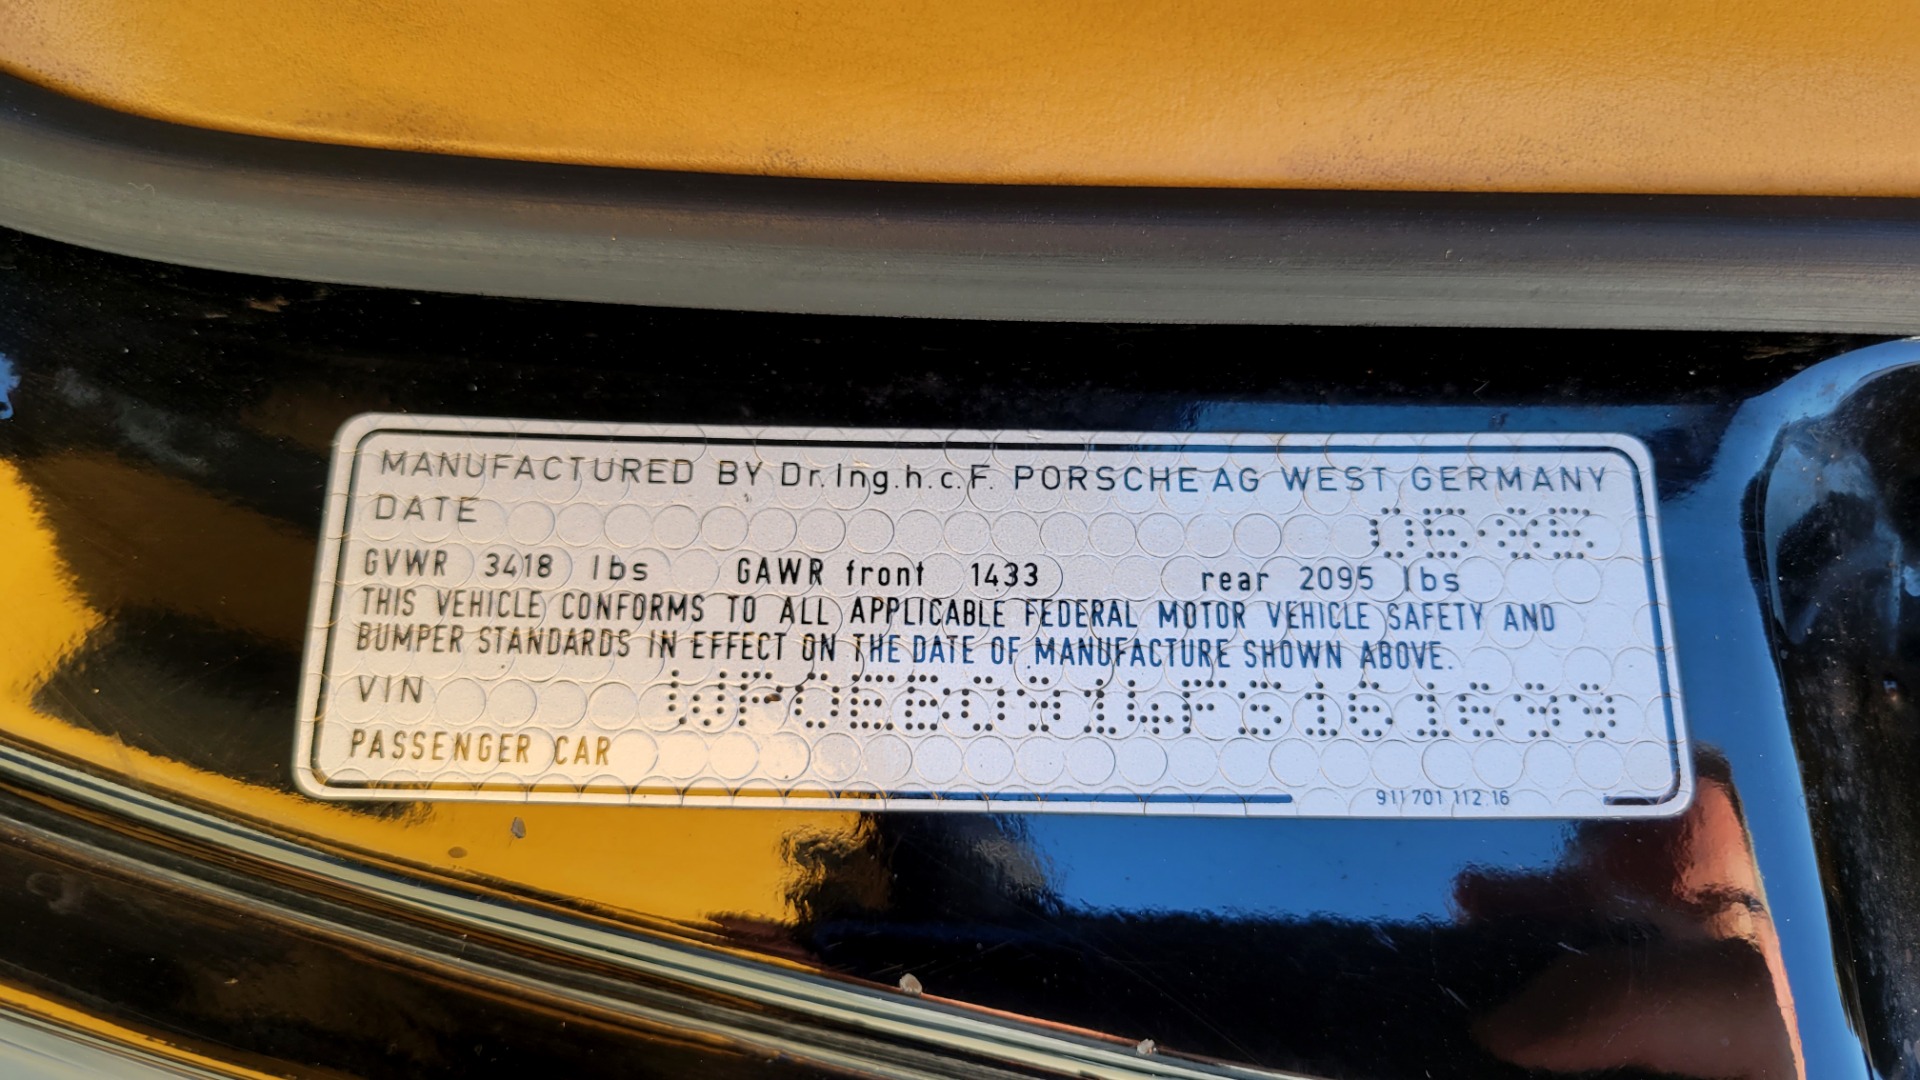 MANUFACTURED BY Dr.Ing.h.c.F. PORSCHE AG WEST GERMANY
DATE 05-85
GVWR 3418 lbs GAWR front 1433 rear 2095 lbs
THIS VEHICLE CONFORMS TO ALL APPLICABLE FEDERAL MOTOR VEHICLE SAFETY AND
BUMPER STANDARDS IN EFFECT ON THE DATE OF MANUFACTURE SHOWN ABOVE.
VIN WP0EB0914FS161699
PASSENGER CAR
911 701 112 16